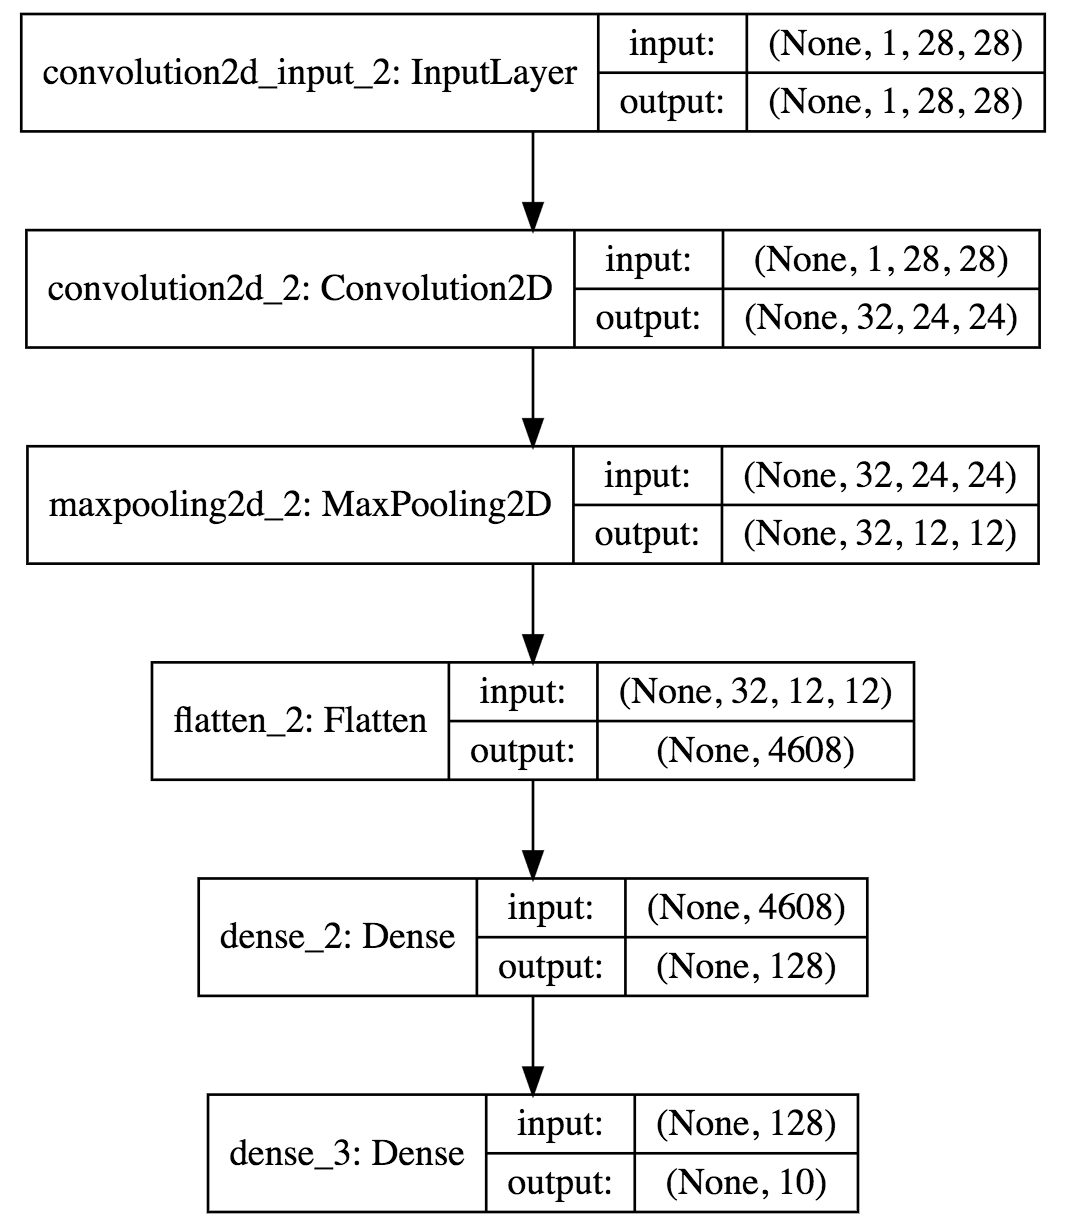 convolution2d_input_2: InputLayer
input:
(None, 1, 28, 28)
output:
(None, 1, 28, 28)
convolution2d_2: Convolution2D
input:
(None, 1, 28, 28)
output:
(None, 32, 24, 24)
maxpooling2d_2: MaxPooling2D
input:
(None, 32, 24, 24)
output:
(None, 32, 12, 12)
flatten_2: Flatten
input:
(None, 32, 12, 12)
output:
(None, 4608)
dense_2: Dense
input:
(None, 4608)
output:
(None, 128)
dense_3: Dense
input:
(None, 128)
output:
(None, 10)